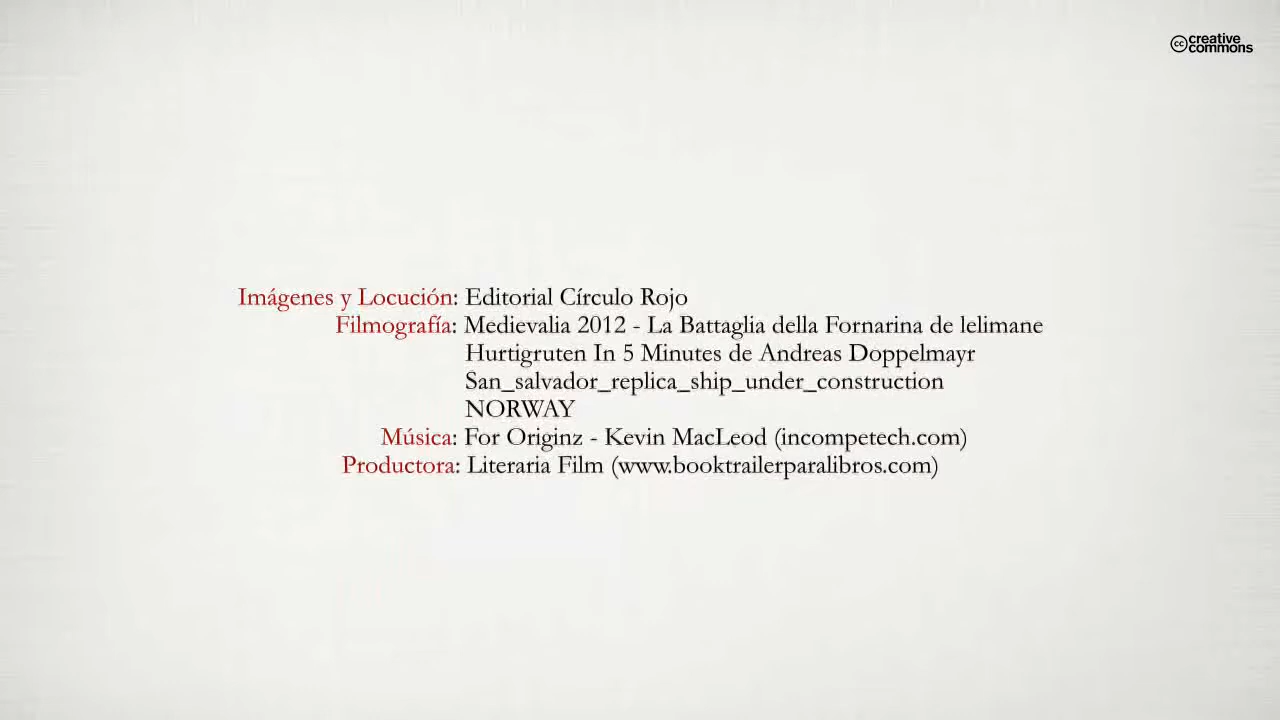 creative
commons
Imágenes y Locución: Editorial Círculo Rojo
Filmografía: Medievalia 2012 - La Battaglia della Fornarina de lelimane
Hurtigruten In 5 Minutes de Andreas Doppelmayr
San_salvador_replica_ship_under_construction
NORWAY
Música: For Originz - Kevin MacLeod (incompetech.com)
Productora: Literaria Film (www.booktrailerparalibros.com)